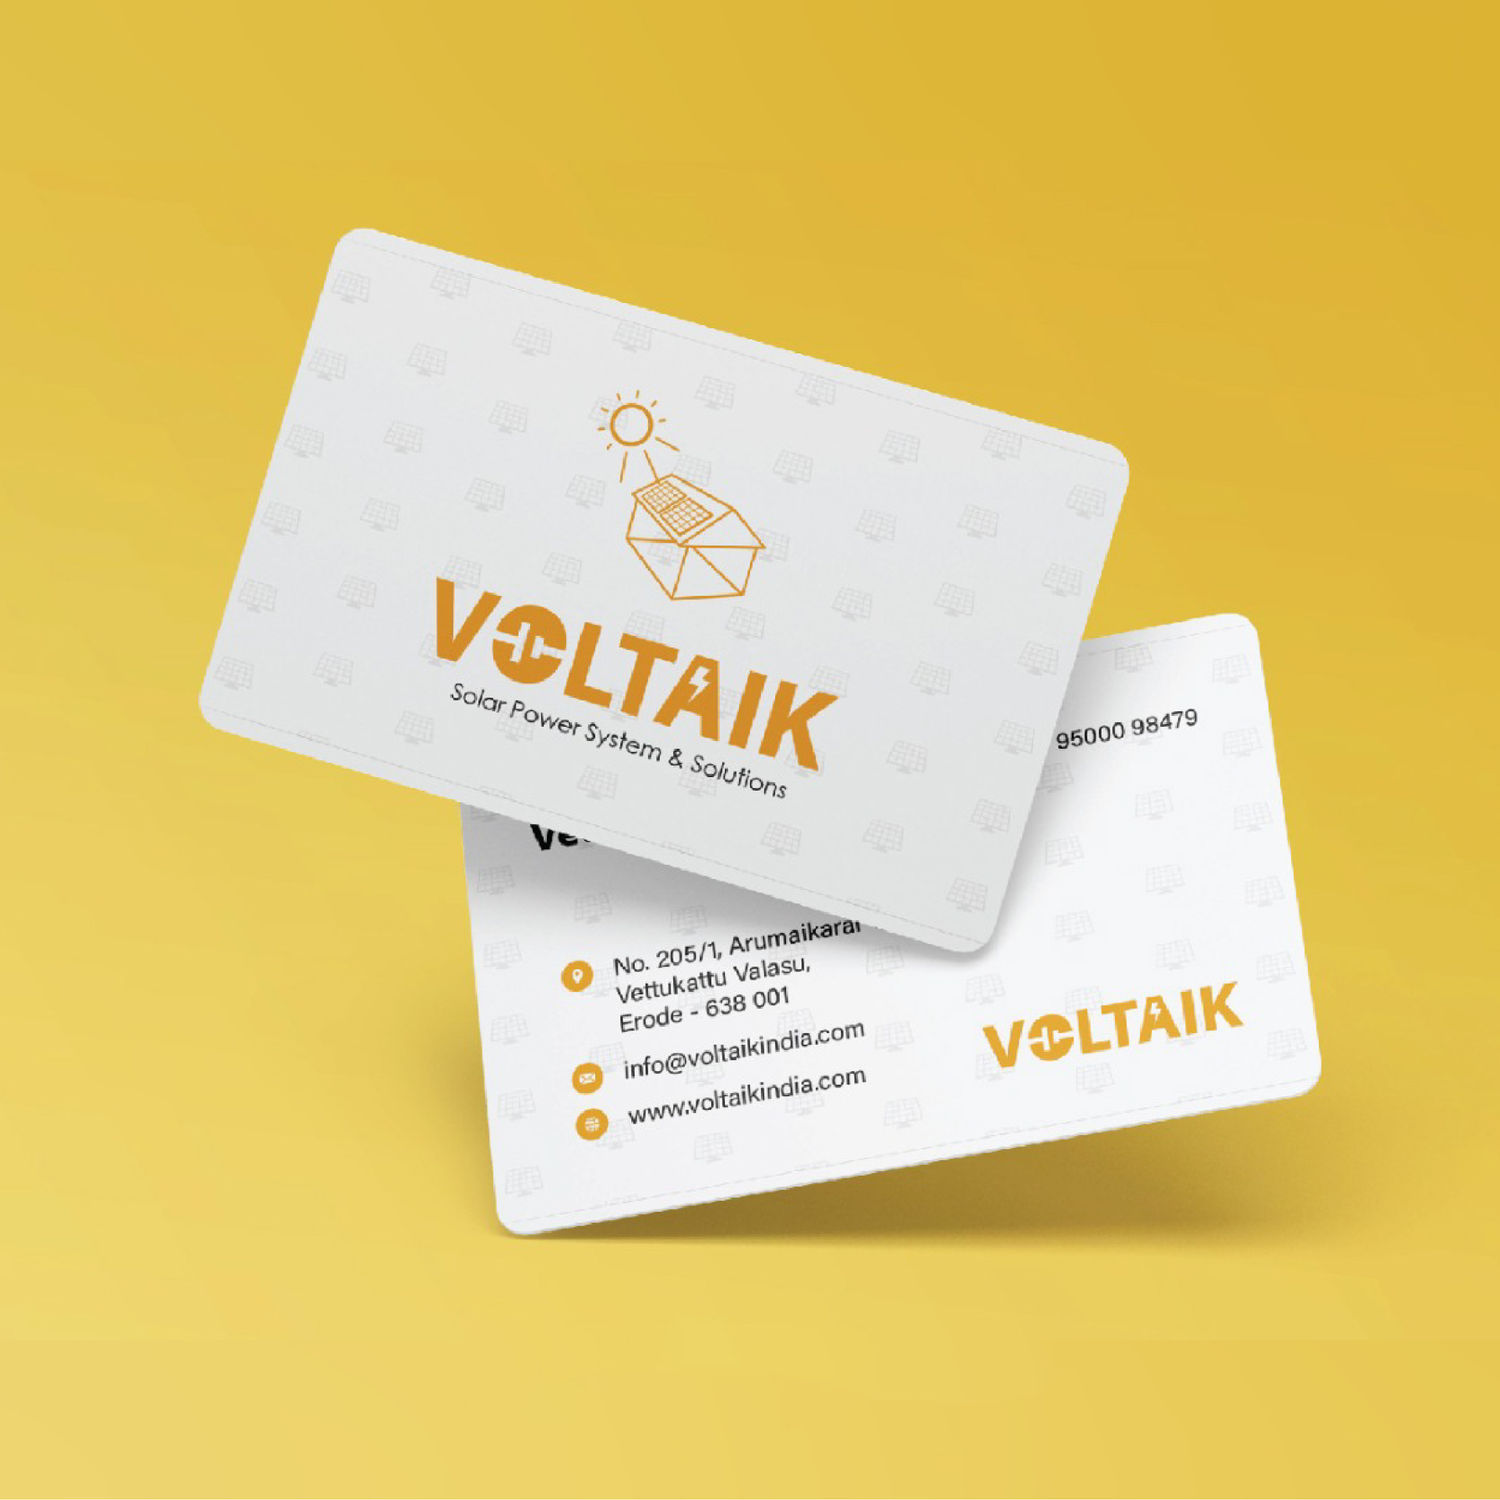 VOLTAIK
Solar Power System & Solutions
95000 98479
No. 205/1, Arumaikarar
Vettukattu Valasu,
Erode - 638 001
info@voltaikindia.com
www.voltaikindia.com
VOLTAIK